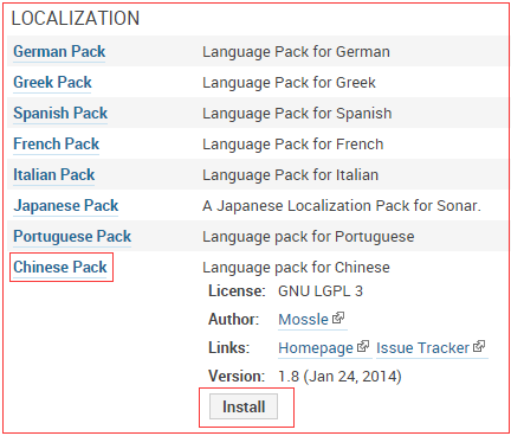 LOCALIZATION
German Pack Language Pack for German
Greek Pack Language Pack for Greek
Spanish Pack Language Pack for Spanish
French Pack Language Pack for French
Italian Pack Language Pack for Italian
Japanese Pack A Japanese Localization Pack for Sonar.
Portuguese Pack Language pack for Portuguese
Chinese Pack Language pack for Chinese
License: GNU LGPL 3
Author: Mossle
Links: Homepage Issue Tracker
Version: 1.8 (Jan 24, 2014)
Install